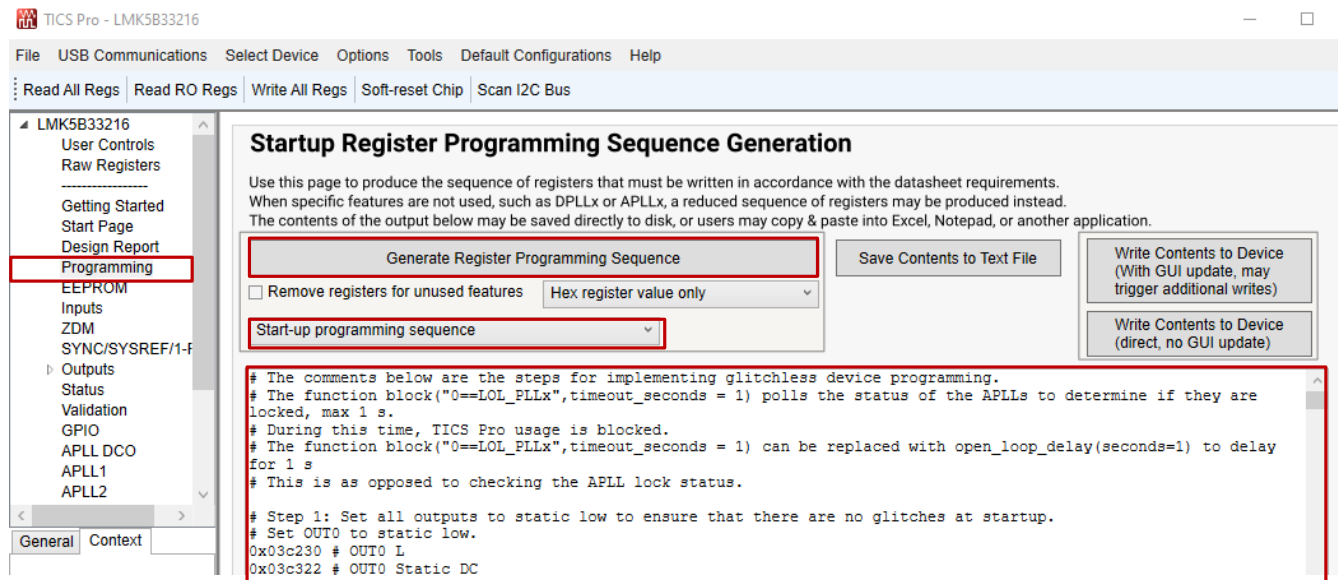 TICS Pro - LMK5B33216
File USB Communications Select Device Options Tools Default Configurations Help
Read All Regs Read RO Regs Write All Regs Soft-reset Chip Scan I2C Bus
LMK5B33216
User Controls
Raw Registers
-----------------
Getting Started
Start Page
Design Report
Programming
EEPROM
Inputs
ZDM
SYNC/SYSREF/1-F
Outputs
Status
Validation
GPIO
APLL DCO
APLL1
APLL2
General Context
Startup Register Programming Sequence Generation
Use this page to produce the sequence of registers that must be written in accordance with the datasheet requirements.
When specific features are not used, such as DPLLx or APLLx, a reduced sequence of registers may be produced instead.
The contents of the output below may be saved directly to disk, or users may copy & paste into Excel, Notepad, or another application.
Generate Register Programming Sequence
Remove registers for unused features Hex register value only
Start-up programming sequence
Save Contents to Text File
Write Contents to Device
(With GUI update, may
trigger additional writes)
Write Contents to Device
(direct, no GUI update)
# The comments below are the steps for implementing glitchless device programming.
# The function block("0==LOL_PLLx",timeout_seconds = 1) polls the status of the APLLs to determine if they are
locked, max 1 s.
# During this time, TICS Pro usage is blocked.
# The function block("0==LOL_PLLx",timeout_seconds = 1) can be replaced with open_loop_delay(seconds=1) to delay
for 1 s
# This is as opposed to checking the APLL lock status.
# Step 1: Set all outputs to static low to ensure that there are no glitches at startup.
# Set OUT0 to static low.
0x03c230 # OUT0 L
0x03c322 # OUT0 Static DC